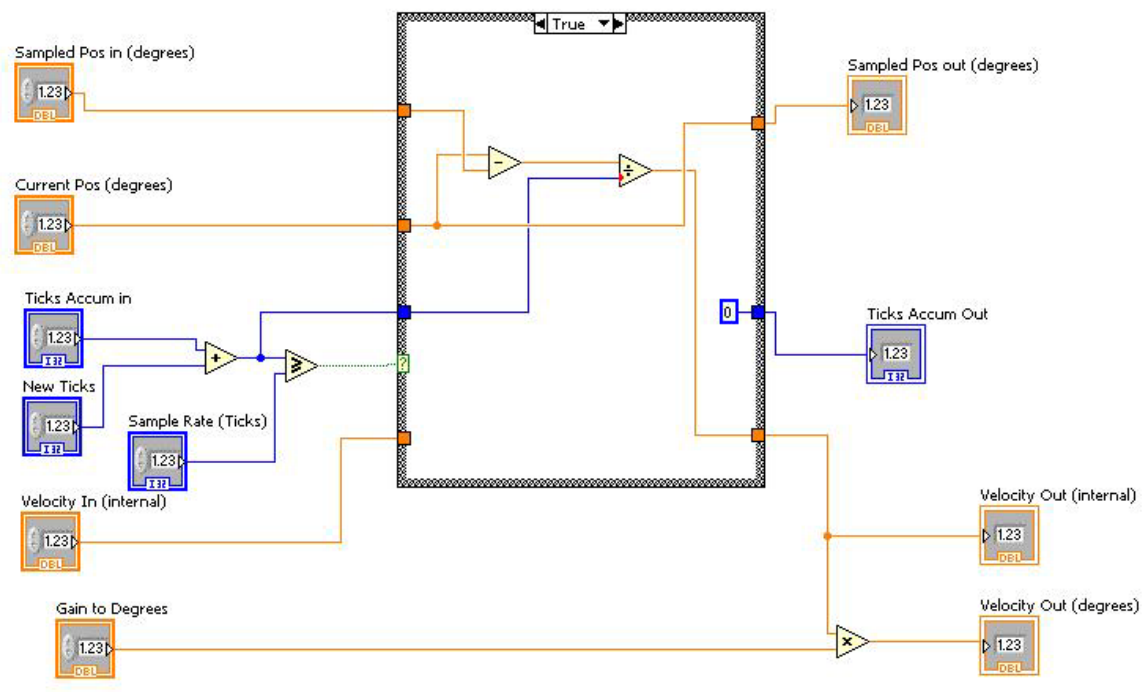 True
Sampled Pos in (degrees)
1.23
DBL
Sampled Pos out (degrees)
1.23
DBL
-
÷
Current Pos (degrees)
1.23
DBL
Ticks Accum in
1.23
I32
0
Ticks Accum Out
1.23
I32
+
≥
?
New Ticks
1.23
I32
Sample Rate (Ticks)
1.23
I32
Velocity In (internal)
1.23
DBL
Velocity Out (internal)
1.23
DBL
Gain to Degrees
1.23
DBL
×
Velocity Out (degrees)
1.23
DBL